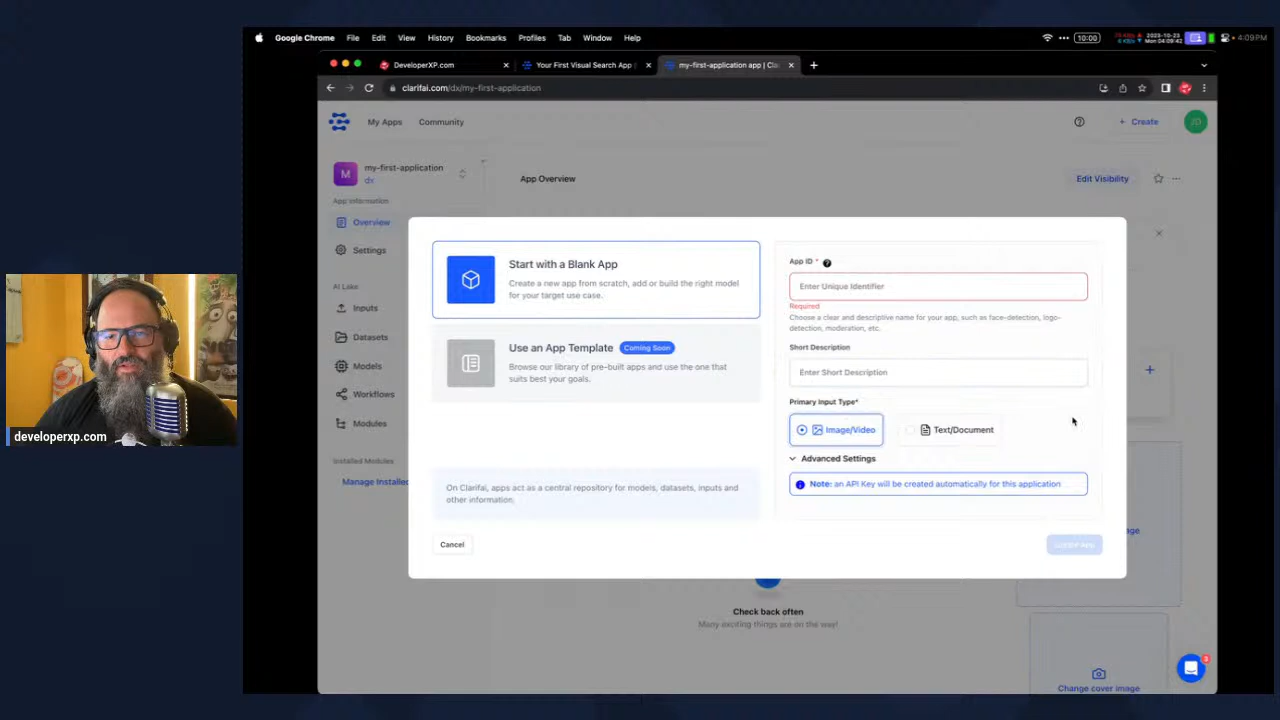 Google Chrome File Edit View History Bookmarks Profiles Tab Window Help
10:00
4:09PM
DeveloperXP.com
Your First Visual Search App
my-first-application app | Cla
clarifai.com/dx/my-first-application
My Apps Community
+ Create
JD
M
my-first-application
dx
App Overview
Edit Visibility
App Information
Overview
Settings
AI Lake
Inputs
Datasets
Models
Workflows
Modules
Installed Modules
Manage Installed
Start with a Blank App
Create a new app from scratch, add or build the right model
for your target use case.
Use an App Template Coming Soon
Browse our library of pre-built apps and use the one that
suits best your goals.
On Clarifai, apps act as a central repository for models, datasets, inputs and
other information.
Cancel
App ID *
Enter Unique Identifier
Required
Choose a clear and descriptive name for your app, such as face-detection, logo-
detection, moderation, etc.
Short Description
Enter Short Description
Primary Input Type*
Image/Video Text/Document
Advanced Settings
Note: an API Key will be created automatically for this application
Create App
image
Check back often
Many exciting things are on the way!
Change cover image
developerxp.com